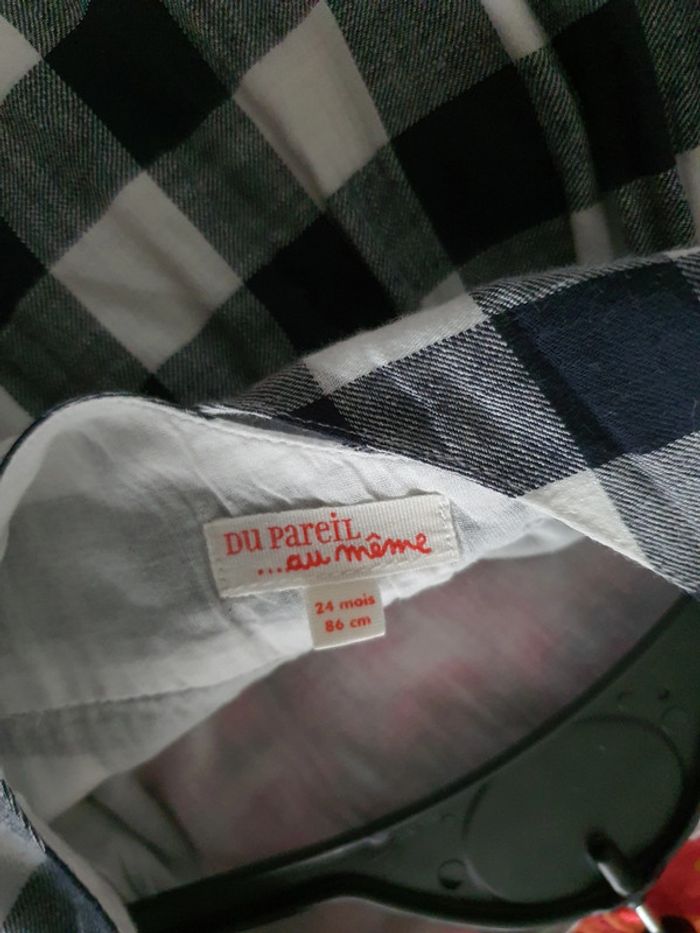 DU PAREIL
...au même
24 mois
86 cm